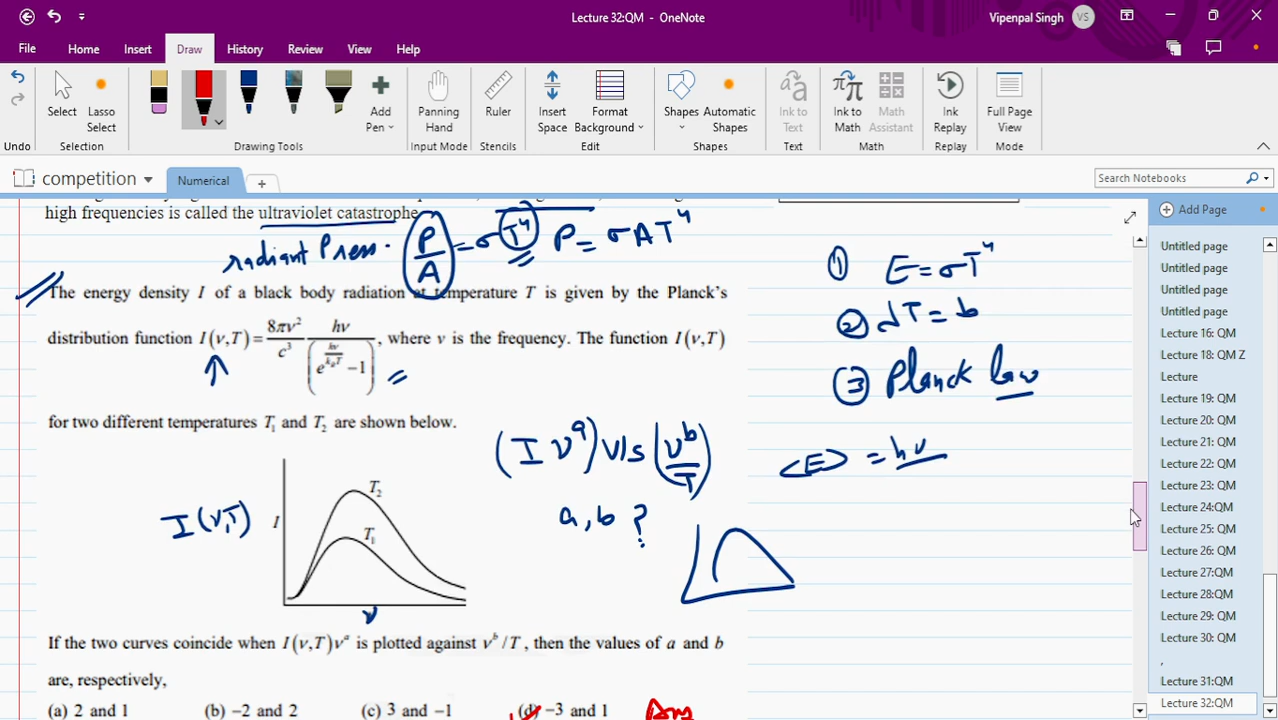 Lecture 32:QM - OneNote
Vipenpal Singh VS
File Home Insert Draw History Review View Help
Undo
Select Lasso Select
Selection
Add Pen
Drawing Tools
Panning Hand
Input Mode
Ruler
Stencils
Insert Space Format Background
Edit
Shapes Automatic Shapes
Shapes
Ink to Text
Text
Ink to Math Math Assistant
Math
Ink Replay
Replay
Full Page View
Mode
competition Numerical +
Search Notebooks
high frequencies is called the ultraviolet catastrophe
radiant Press. P/A = σT⁴ P = σAT⁴
The energy density I of a black body radiation at temperature T is given by the Planck's
distribution function I(ν,T) = 8πν²/c³ hν/(e^(hν/k_BT) −1), where ν is the frequency. The function I(ν,T)
for two different temperatures T₁ and T₂ are shown below.
(I ν^a) v/s (ν^b/T)
a, b ?
I(ν,T)
I
T₂
T₁
ν
If the two curves coincide when I(ν,T)ν^a is plotted against ν^b/T, then the values of a and b
are, respectively,
(a) 2 and 1 (b) −2 and 2 (c) 3 and −1 (d) −3 and 1 Ans
① E = σT⁴
② λT = b
③ Planck law
<E> = hν
Add Page
Untitled page
Untitled page
Untitled page
Untitled page
Lecture 16: QM
Lecture 18: QM Z
Lecture
Lecture 19: QM
Lecture 20: QM
Lecture 21: QM
Lecture 22: QM
Lecture 23: QM
Lecture 24:QM
Lecture 25: QM
Lecture 26: QM
Lecture 27:QM
Lecture 28: QM
Lecture 29: QM
Lecture 30: QM
,
Lecture 31:QM
Lecture 32:QM